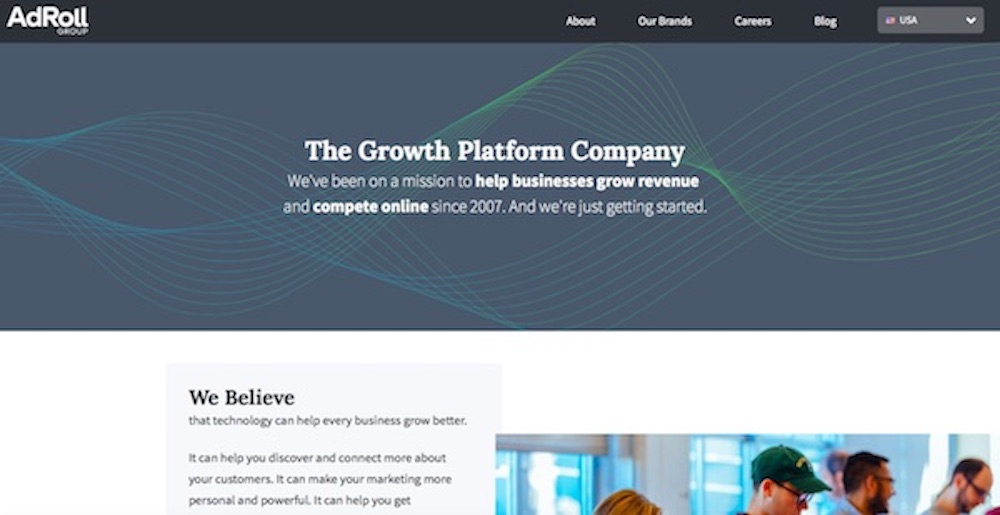 AdRoll
GROUP
About
Our Brands
Careers
Blog
USA
The Growth Platform Company
We've been on a mission to help businesses grow revenue
and compete online since 2007. And we're just getting started.
We Believe
that technology can help every business grow better.
It can help you discover and connect more about
your customers. It can make your marketing more
personal and powerful. It can help you get